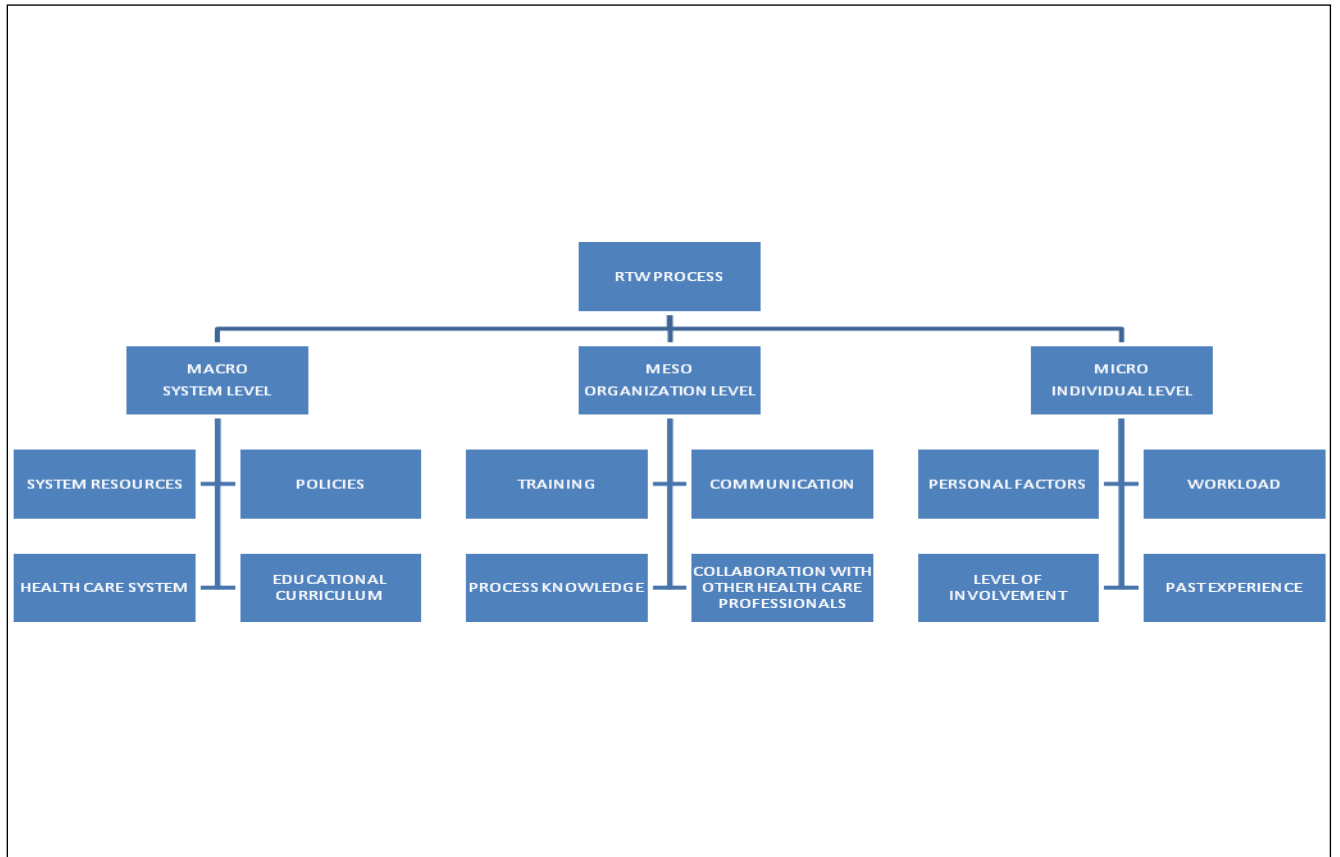 RTW PROCESS
MACRO
SYSTEM LEVEL
MESO
ORGANIZATION LEVEL
MICRO
INDIVIDUAL LEVEL
SYSTEM RESOURCES
POLICIES
TRAINING
COMMUNICATION
PERSONAL FACTORS
WORKLOAD
HEALTH CARE SYSTEM
EDUCATIONAL
CURRICULUM
PROCESS KNOWLEDGE
COLLABORATION WITH
OTHER HEALTH CARE
PROFESSIONALS
LEVEL OF
INVOLVEMENT
PAST EXPERIENCE